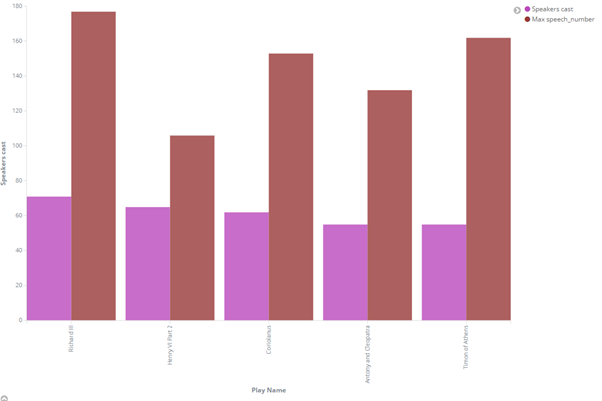 Speakers cast
Max speech_number
Speakers cast
180
160
140
120
100
80
60
40
20
0
Richard III
Henry VI Part 2
Coriolanus
Antony and Cleopatra
Timon of Athens
Play Name